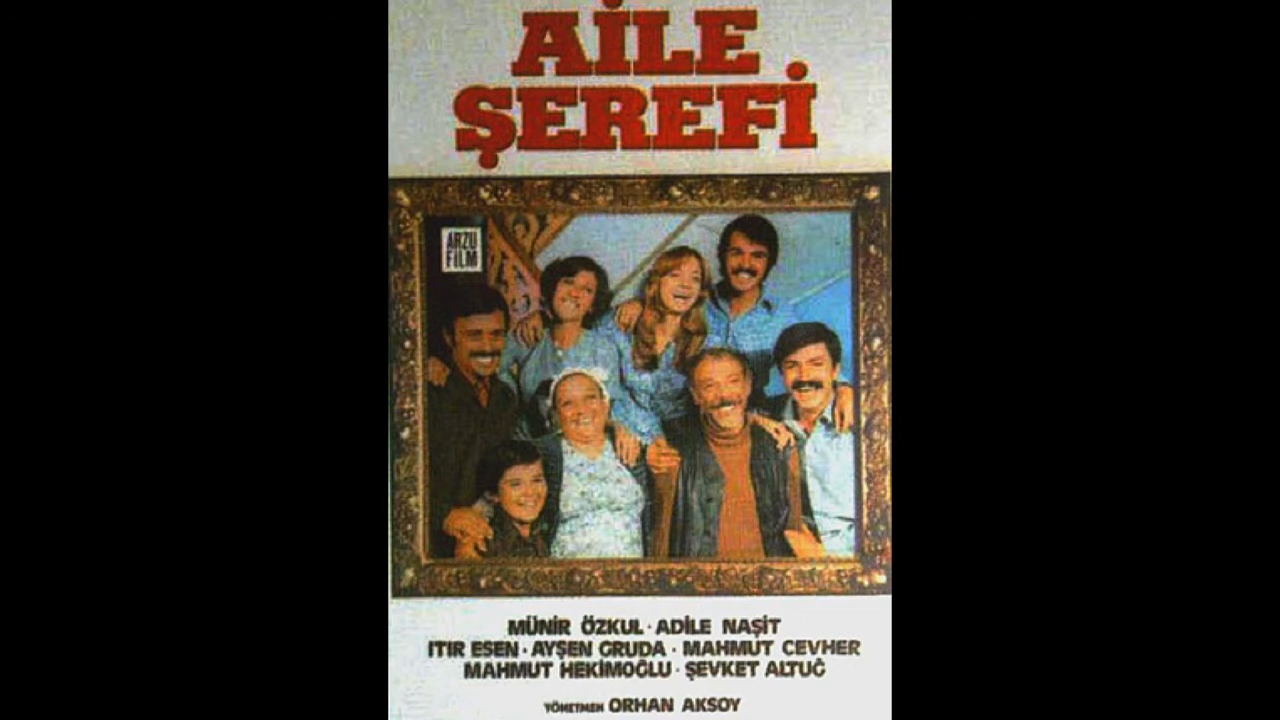 AİLE
ŞEREFİ
ARZU
FİLM
MÜNİR ÖZKUL · ADİLE NAŞİT
ITIR ESEN · AYŞEN GRUDA · MAHMUT CEVHER
MAHMUT HEKİMOĞLU · ŞEVKET ALTUĞ
YÖNETMEN ORHAN AKSOY